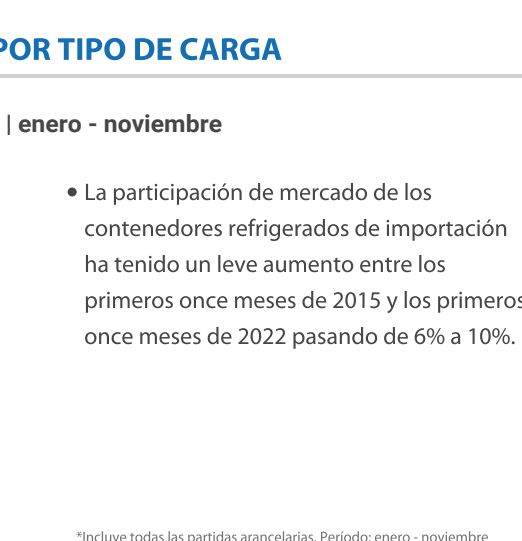 POR TIPO DE CARGA
| enero - noviembre
• La participación de mercado de los
contenedores refrigerados de importación
ha tenido un leve aumento entre los
primeros once meses de 2015 y los primeros
once meses de 2022 pasando de 6% a 10%.
*Incluye todas las partidas arancelarias. Período: enero - noviembre